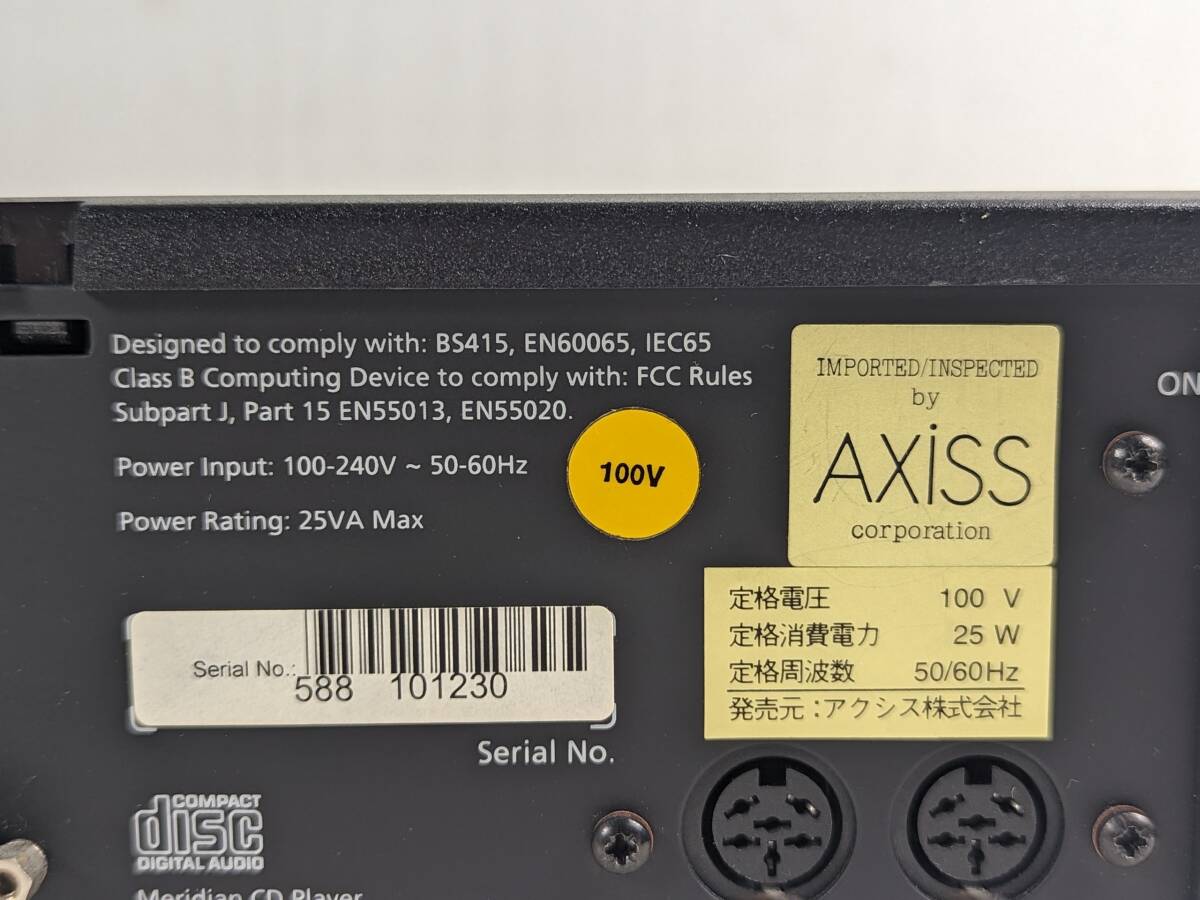 Designed to comply with: BS415, EN60065, IEC65
Class B Computing Device to comply with: FCC Rules
Subpart J, Part 15 EN55013, EN55020.
Power Input: 100-240V ~ 50-60Hz
Power Rating: 25VA Max
100V
IMPORTED/INSPECTED
by
AXiSS
corporation
ON
定格電圧 100 V
定格消費電力 25 W
定格周波数 50/60Hz
発売元:アクシス株式会社
Serial No.:
588 101230
Serial No.
COMPACT
disc
DIGITAL AUDIO
Meridian CD Player